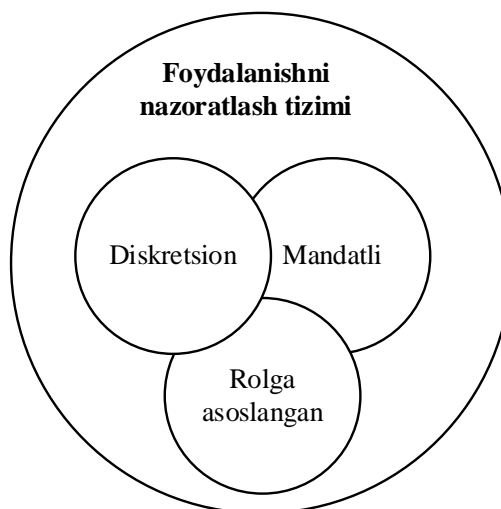 Foydalanishni
nazoratlash tizimi
Diskretsion
Mandatli
Rolga
asoslangan